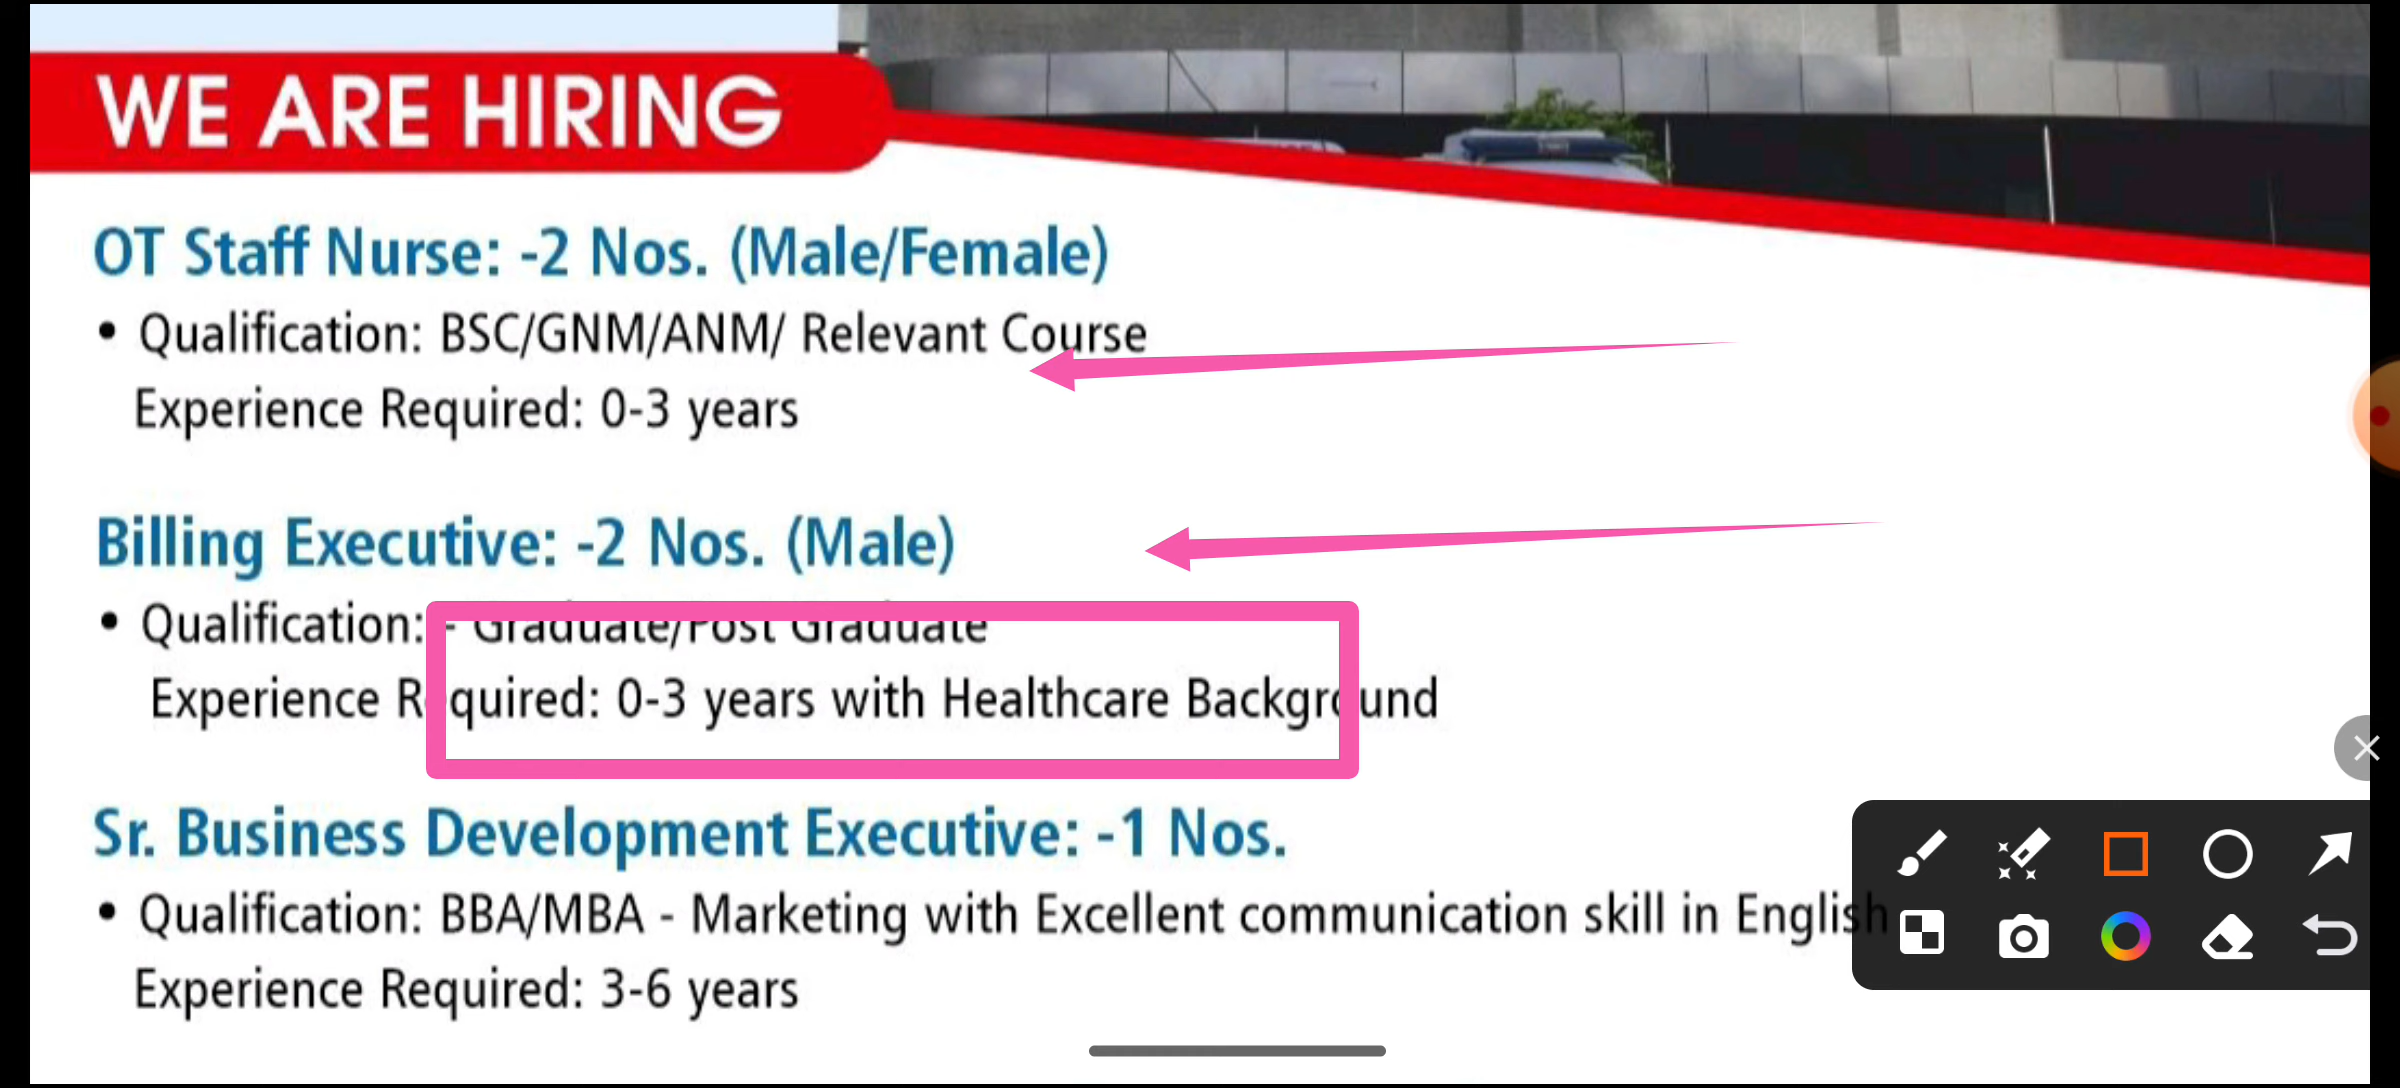 WE ARE HIRING
OT Staff Nurse: -2 Nos. (Male/Female)
• Qualification: BSC/GNM/ANM/ Relevant Course
Experience Required: 0-3 years
Billing Executive: -2 Nos. (Male)
• Qualification: - Graduate/Post Graduate
Experience Required: 0-3 years with Healthcare Background
Sr. Business Development Executive: -1 Nos.
• Qualification: BBA/MBA - Marketing with Excellent communication skill in English
Experience Required: 3-6 years